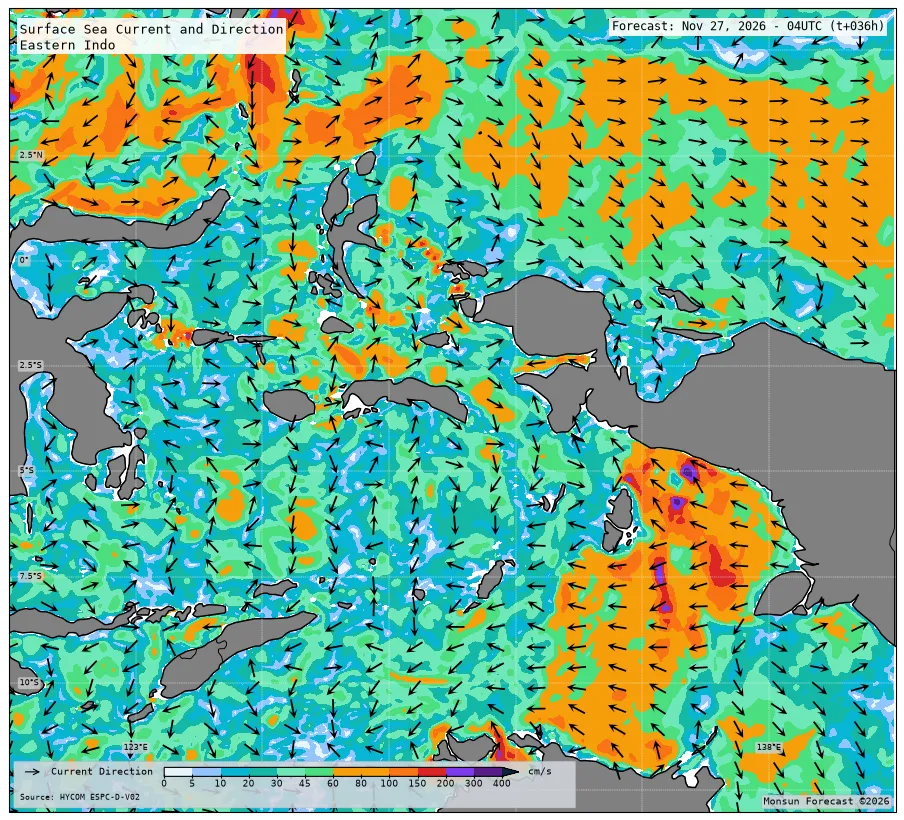 Surface Sea Current and Direction
Eastern Indo
Forecast: Nov 27, 2026 - 04UTC (t+036h)
2.5°N
0°
2.5°S
5°S
7.5°S
10°S
123°E
138°E
Current Direction
cm/s
0 5 10 20 30 45 60 80 100 150 200 300 400
Source: HYCOM ESPC-D-V02
Monsun Forecast ©2026